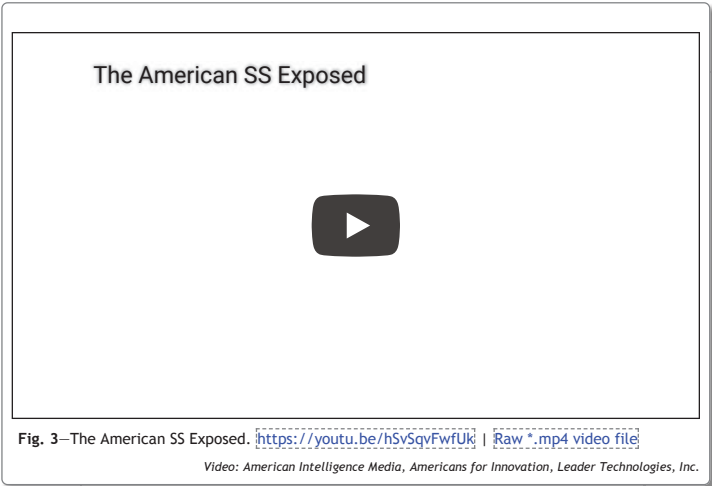 The American SS Exposed
Fig. 3—The American SS Exposed. https://youtu.be/hSvSqvFwfUk | Raw *.mp4 video file
Video: American Intelligence Media, Americans for Innovation, Leader Technologies, Inc.